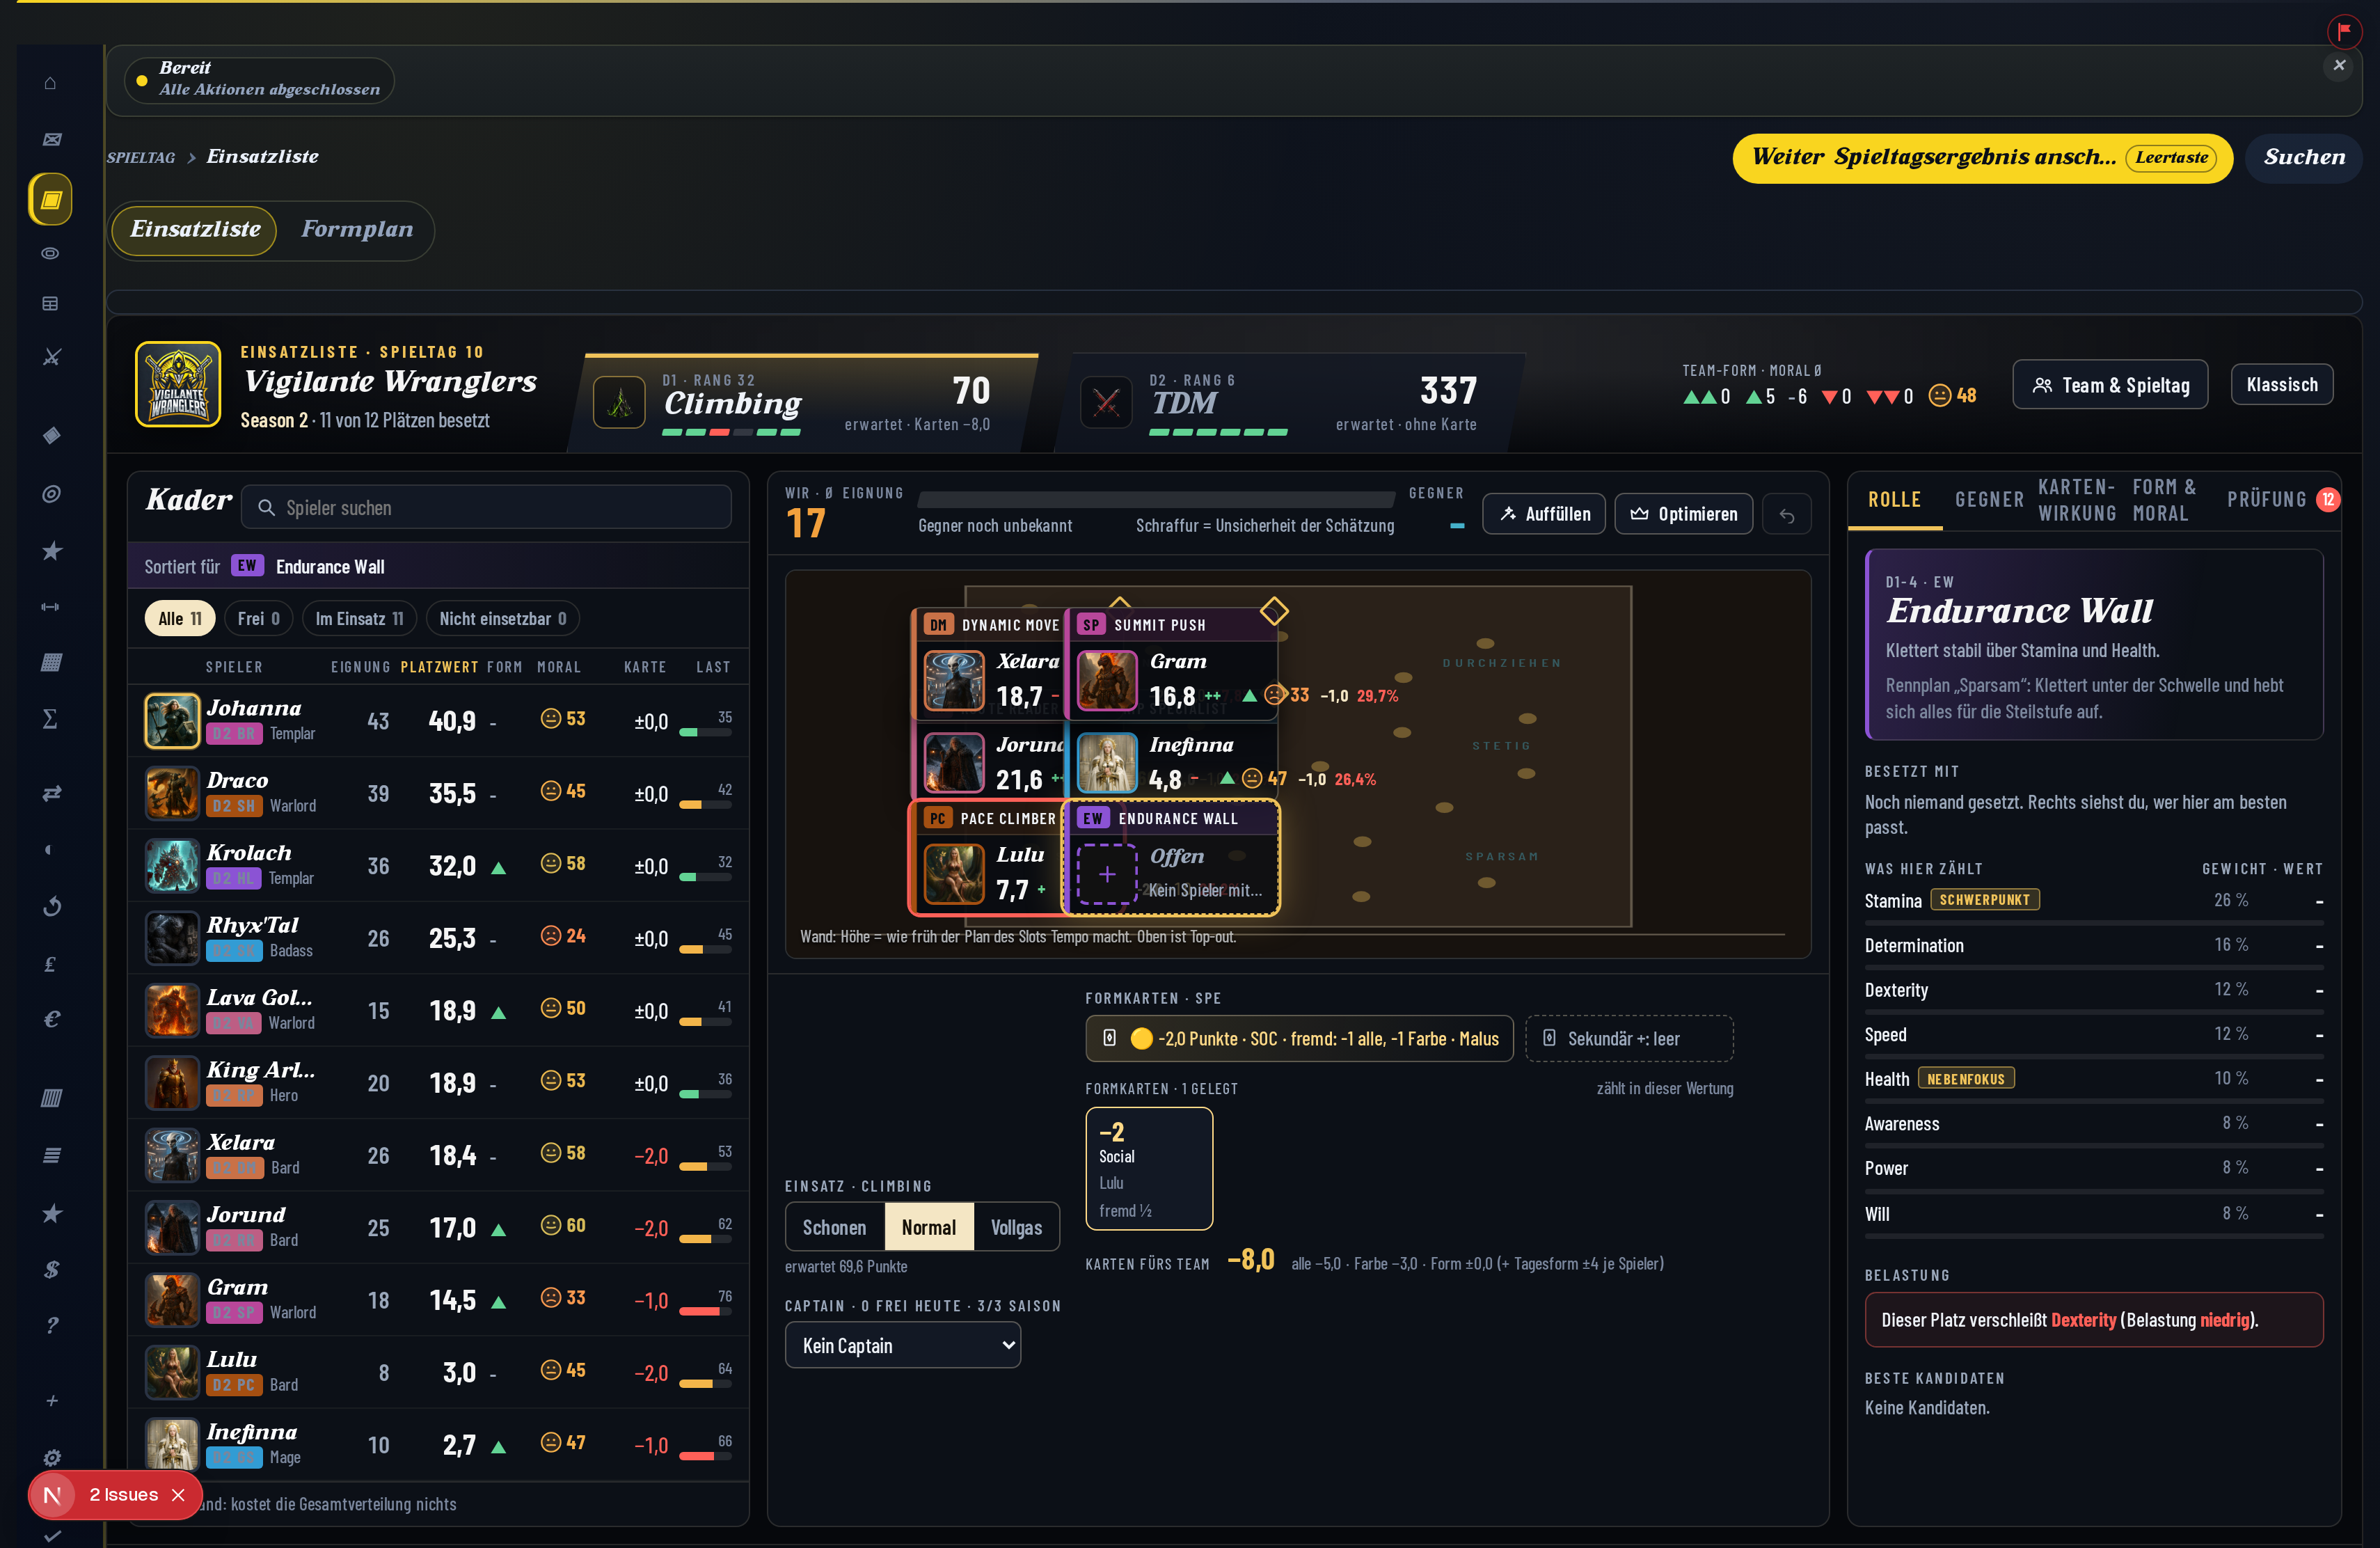 Bereit
Alle Aktionen abgeschlossen
SPIELTAG > Einsatzliste
Weiter Spieltagsergebnis ansch... Leertaste
Suchen
Einsatzliste Formplan
VIGILANTE WRANGLERS
EINSATZLISTE · SPIELTAG 10
Vigilante Wranglers
Season 2 · 11 von 12 Plätzen besetzt
D1 · RANG 32
Climbing
70
erwartet · Karten −8,0
D2 · RANG 6
TDM
337
erwartet · ohne Karte
TEAM-FORM · MORAL Ø
▲▲0 ▲5 -6 ▼0 ▼▼0 48
Team & Spieltag
Klassisch
Kader
Spieler suchen
Sortiert für EW Endurance Wall
Alle 11 Frei 0 Im Einsatz 11 Nicht einsetzbar 0
SPIELER EIGNUNG PLATZWERT FORM MORAL KARTE LAST
Johanna 43 40,9 - 53 ±0,0 35
D2 BR Templar
Draco 39 35,5 - 45 ±0,0 42
D2 SH Warlord
Krolach 36 32,0 ▲ 58 ±0,0 32
D2 HL Templar
Rhyx'Tal 26 25,3 - 24 ±0,0 45
Badass
Lava Gol... 15 18,9 ▲ 50 ±0,0 41
Warlord
King Arl... 20 18,9 - 53 ±0,0 36
Hero
Xelara 26 18,4 - 58 −2,0 53
Bard
Jorund 25 17,0 ▲ 60 −2,0 62
Bard
Gram 18 14,5 ▲ 33 −1,0 76
D2 SP Warlord
Lulu 8 3,0 - 45 −2,0 64
D2 PC Bard
Inefinna 10 2,7 ▲ 47 −1,0 66
Mage
and: kostet die Gesamtverteilung nichts
N 2 Issues ×
WIR · Ø EIGNUNG
17
Gegner noch unbekannt
Schraffur = Unsicherheit der Schätzung
GEGNER
–
Auffüllen
Optimieren
DM DYNAMIC MOVE
Xelara
18,7 -
SP SUMMIT PUSH
Gram
16,8 ++ ▲ 33 −1,0 29,7%
Jorund
21,6
Inefinna
4,8 - ▲ 47 −1,0 26,4%
PC PACE CLIMBER
Lulu
7,7 +
EW ENDURANCE WALL
+
Offen
Kein Spieler mit...
DURCHZIEHEN
STETIG
SPARSAM
Wand: Höhe = wie früh der Plan des Slots Tempo macht. Oben ist Top-out.
EINSATZ · CLIMBING
Schonen Normal Vollgas
erwartet 69,6 Punkte
CAPTAIN · 0 FREI HEUTE · 3/3 SAISON
Kein Captain
FORMKARTEN · SPE
-2,0 Punkte · SOC · fremd: -1 alle, -1 Farbe · Malus
Sekundär +: leer
FORMKARTEN · 1 GELEGT
zählt in dieser Wertung
−2
Social
Lulu
fremd ½
KARTEN FÜRS TEAM −8,0 alle −5,0 · Farbe −3,0 · Form ±0,0 (+ Tagesform ±4 je Spieler)
ROLLE GEGNER KARTEN-WIRKUNG FORM & MORAL PRÜFUNG 12
D1-4 · EW
Endurance Wall
Klettert stabil über Stamina und Health.
Rennplan „Sparsam“: Klettert unter der Schwelle und hebt
sich alles für die Steilstufe auf.
BESETZT MIT
Noch niemand gesetzt. Rechts siehst du, wer hier am besten
passt.
WAS HIER ZÄHLT GEWICHT · WERT
Stamina SCHWERPUNKT 26 % –
Determination 16 % –
Dexterity 12 % –
Speed 12 % –
Health NEBENFOKUS 10 % –
Awareness 8 % –
Power 8 % –
Will 8 % –
BELASTUNG
Dieser Platz verschleißt Dexterity (Belastung niedrig).
BESTE KANDIDATEN
Keine Kandidaten.